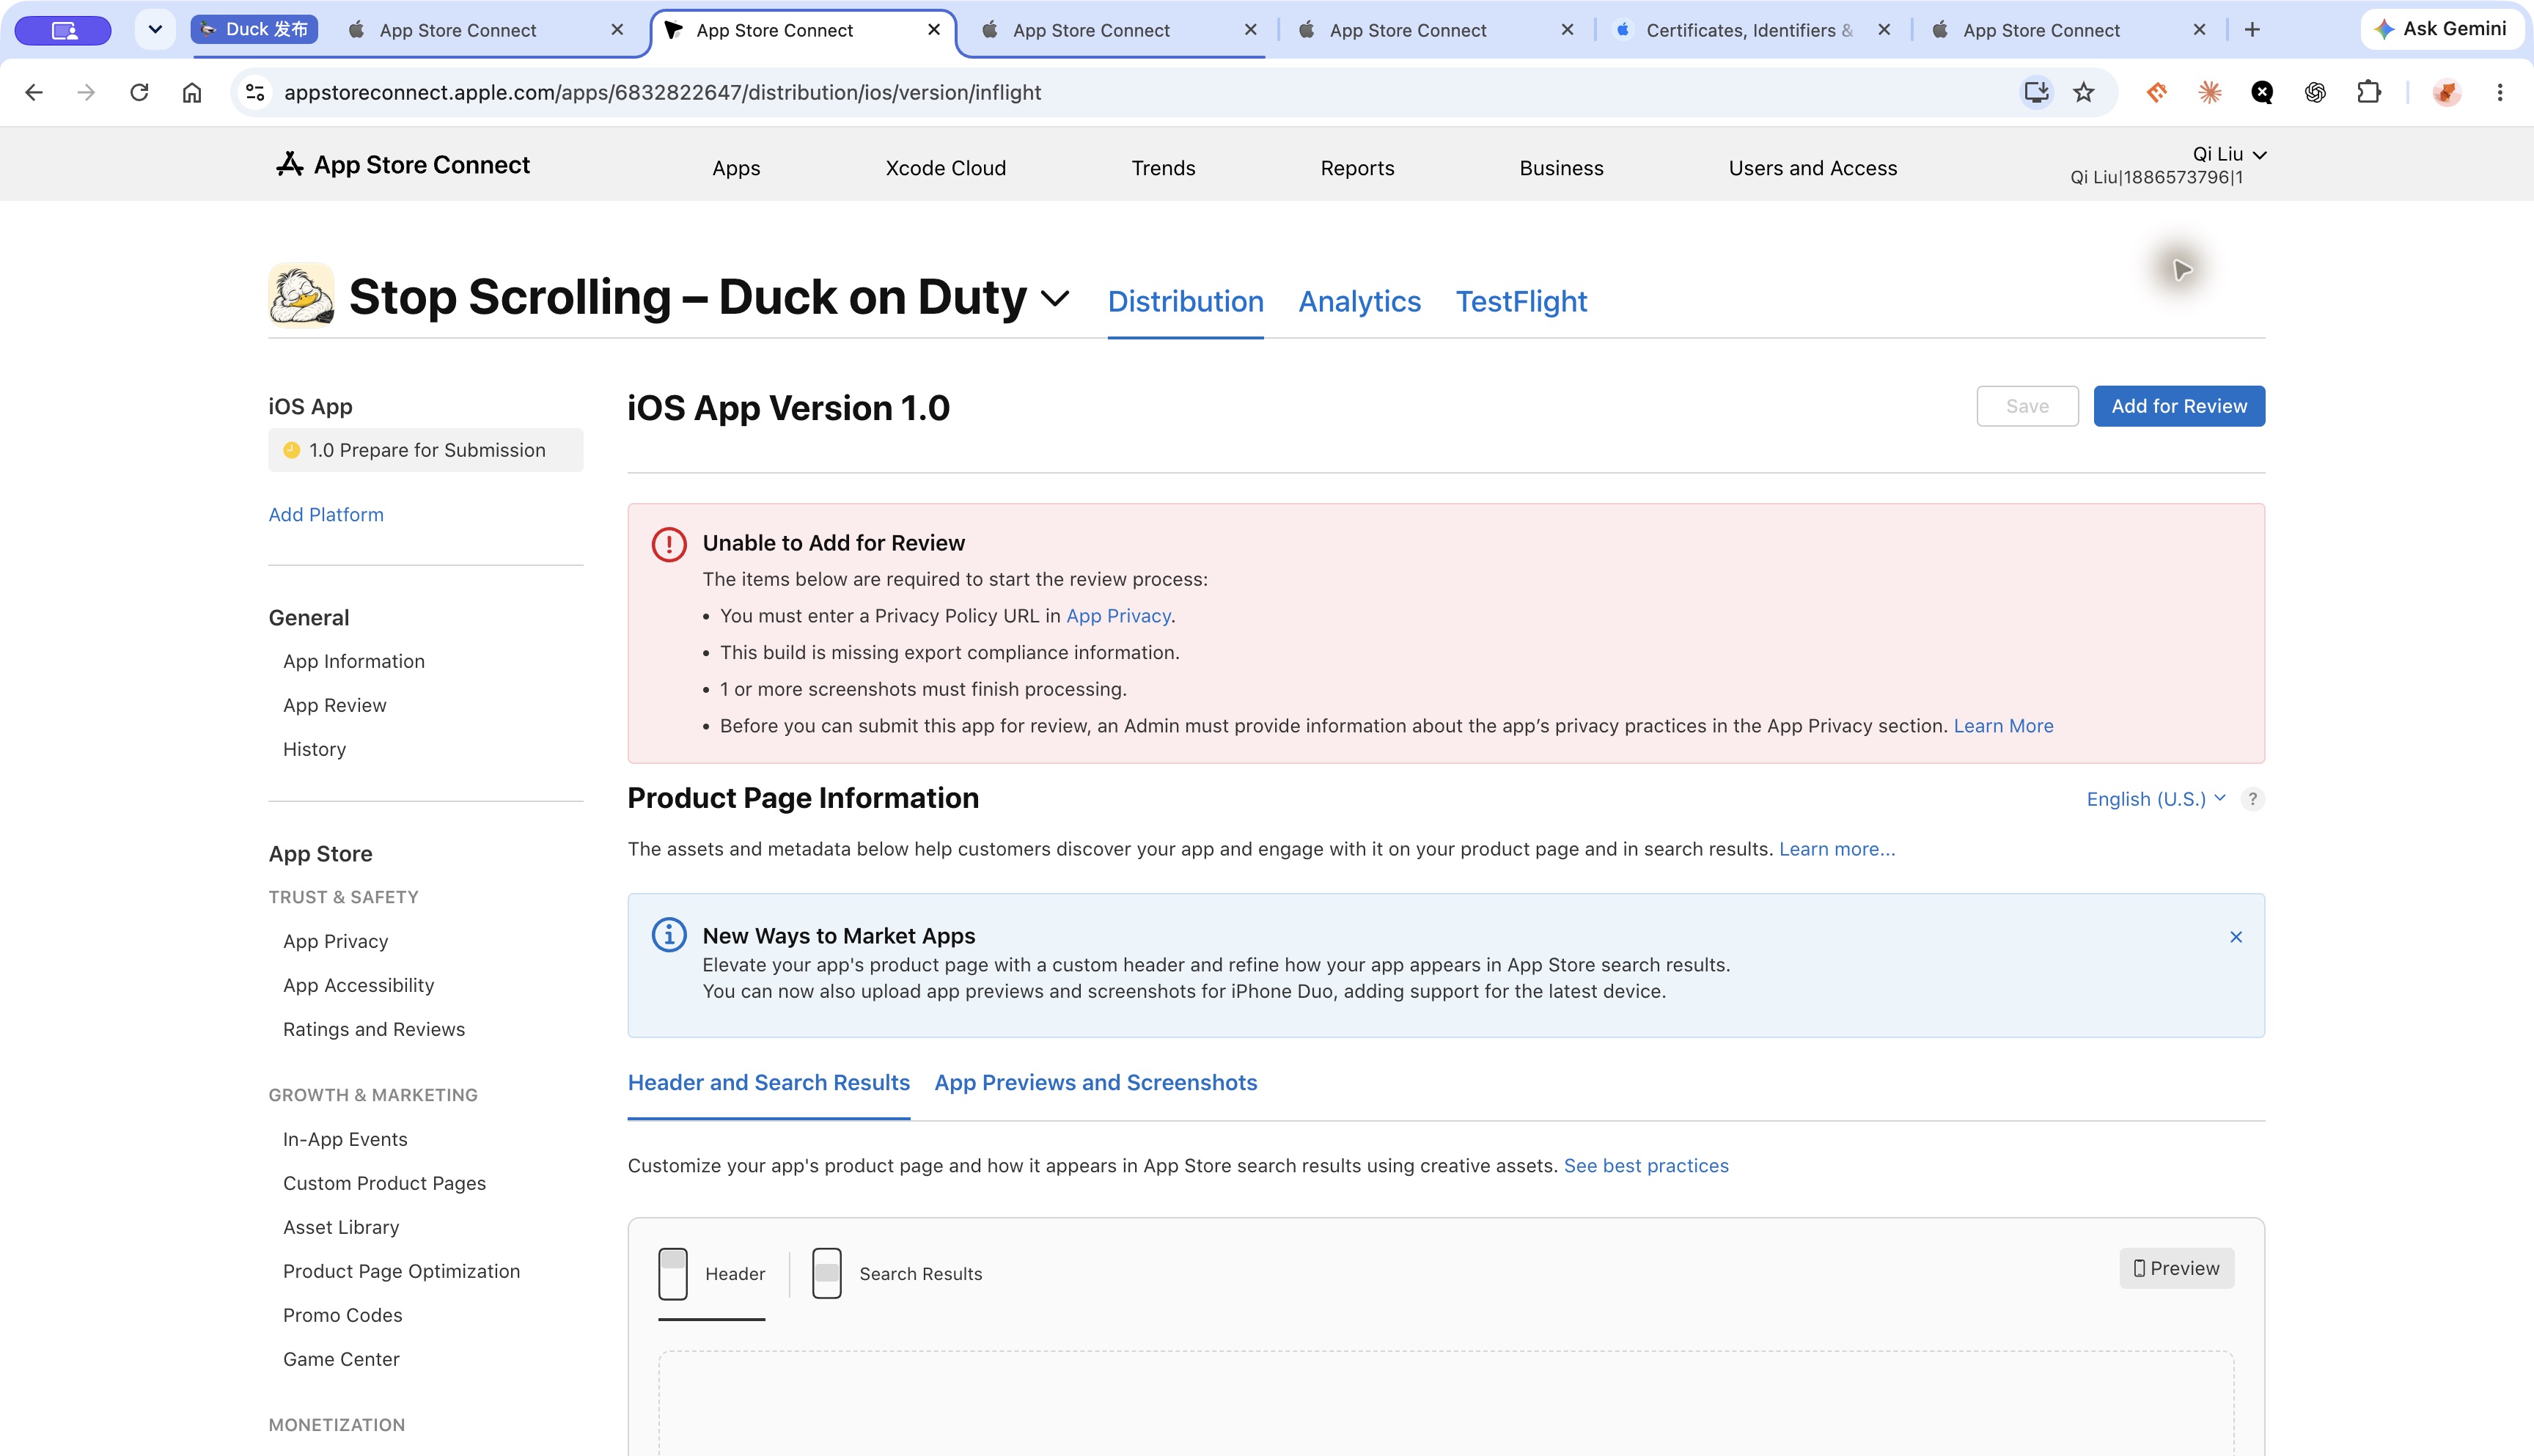 Duck 发布
App Store Connect
App Store Connect
App Store Connect
App Store Connect
Certificates, Identifiers &
App Store Connect
Ask Gemini
appstoreconnect.apple.com/apps/6832822647/distribution/ios/version/inflight
App Store Connect
Apps
Xcode Cloud
Trends
Reports
Business
Users and Access
Qi Liu
Qi Liu|1886573796|1
Stop Scrolling – Duck on Duty
Distribution
Analytics
TestFlight
iOS App
1.0 Prepare for Submission
Add Platform
General
App Information
App Review
History
App Store
TRUST & SAFETY
App Privacy
App Accessibility
Ratings and Reviews
GROWTH & MARKETING
In-App Events
Custom Product Pages
Asset Library
Product Page Optimization
Promo Codes
Game Center
MONETIZATION
iOS App Version 1.0
Save
Add for Review
Unable to Add for Review
The items below are required to start the review process:
• You must enter a Privacy Policy URL in App Privacy.
• This build is missing export compliance information.
• 1 or more screenshots must finish processing.
• Before you can submit this app for review, an Admin must provide information about the app’s privacy practices in the App Privacy section. Learn More
Product Page Information
English (U.S.)
?
The assets and metadata below help customers discover your app and engage with it on your product page and in search results. Learn more...
New Ways to Market Apps
Elevate your app's product page with a custom header and refine how your app appears in App Store search results.
You can now also upload app previews and screenshots for iPhone Duo, adding support for the latest device.
Header and Search Results
App Previews and Screenshots
Customize your app's product page and how it appears in App Store search results using creative assets. See best practices
Header
Search Results
Preview